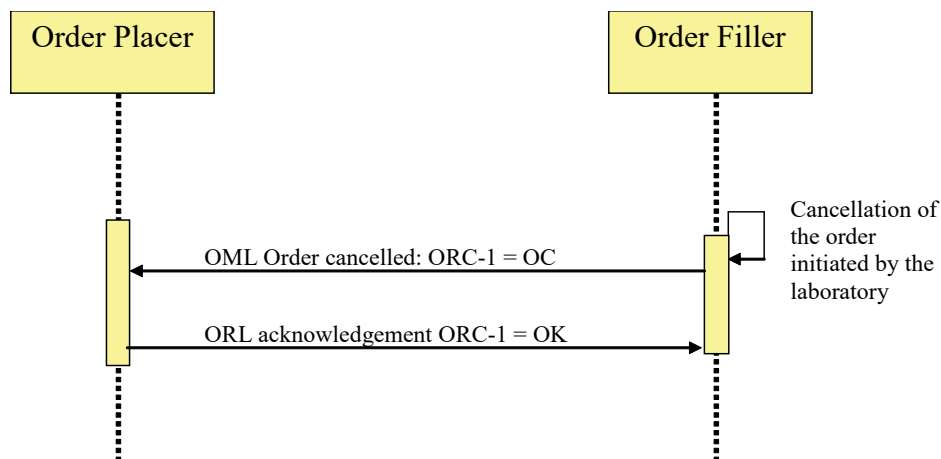 Order Placer
Order Filler
Cancellation of
the order
initiated by the
laboratory
OML Order cancelled: ORC-1 = OC
ORL acknowledgement ORC-1 = OK